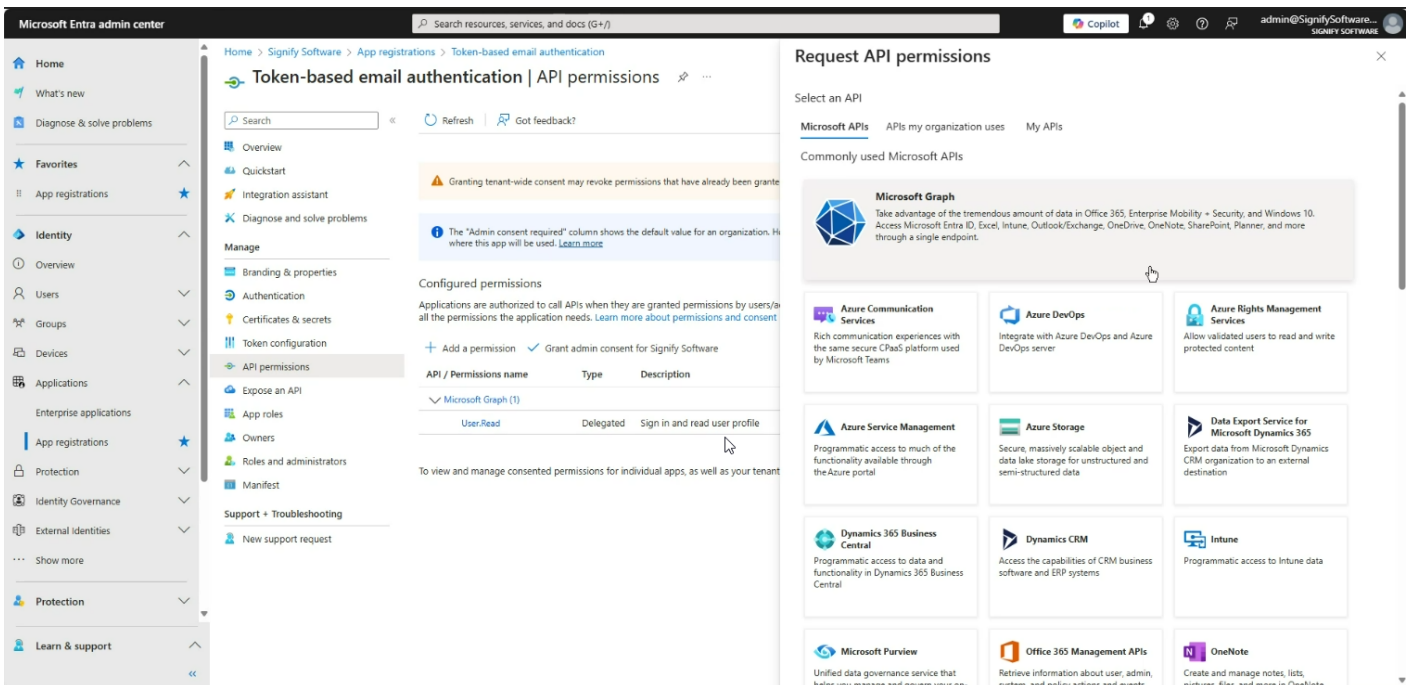 Microsoft Entra admin center
Search resources, services, and docs (G+/)
Copilot
1
admin@SignifySoftware...
SIGNIFY SOFTWARE
Home
What's new
Diagnose & solve problems
Favorites
App registrations
Identity
Overview
Users
Groups
Devices
Applications
Enterprise applications
App registrations
Protection
Identity Governance
External Identities
Show more
Protection
Learn & support
Home > Signify Software > App registrations > Token-based email authentication
Token-based email authentication | API permissions
Search
Refresh
Got feedback?
Overview
Quickstart
Integration assistant
Diagnose and solve problems
Manage
Branding & properties
Authentication
Certificates & secrets
Token configuration
API permissions
Expose an API
App roles
Owners
Roles and administrators
Manifest
Support + Troubleshooting
New support request
Granting tenant-wide consent may revoke permissions that have already been grante
The "Admin consent required" column shows the default value for an organization. H
where this app will be used. Learn more
Configured permissions
Applications are authorized to call APIs when they are granted permissions by users/a
all the permissions the application needs. Learn more about permissions and consent
Add a permission Grant admin consent for Signify Software
API / Permissions name Type Description
Microsoft Graph (1)
User.Read Delegated Sign in and read user profile
To view and manage consented permissions for individual apps, as well as your tenant
Request API permissions
Select an API
Microsoft APIs APIs my organization uses My APIs
Commonly used Microsoft APIs
Microsoft Graph
Take advantage of the tremendous amount of data in Office 365, Enterprise Mobility + Security, and Windows 10.
Access Microsoft Entra ID, Excel, Intune, Outlook/Exchange, OneDrive, OneNote, SharePoint, Planner, and more
through a single endpoint.
Azure Communication
Services
Rich communication experiences with
the same secure CPaaS platform used
by Microsoft Teams
Azure DevOps
Integrate with Azure DevOps and Azure
DevOps server
Azure Rights Management
Services
Allow validated users to read and write
protected content
Azure Service Management
Programmatic access to much of the
functionality available through
the Azure portal
Azure Storage
Secure, massively scalable object and
data lake storage for unstructured and
semi-structured data
Data Export Service for
Microsoft Dynamics 365
Export data from Microsoft Dynamics
CRM organization to an external
destination
Dynamics 365 Business
Central
Programmatic access to data and
functionality in Dynamics 365 Business
Central
Dynamics CRM
Access the capabilities of CRM business
software and ERP systems
Intune
Programmatic access to Intune data
Microsoft Purview
Unified data governance service that
Office 365 Management APIs
Retrieve information about user, admin,
OneNote
Create and manage notes, lists,